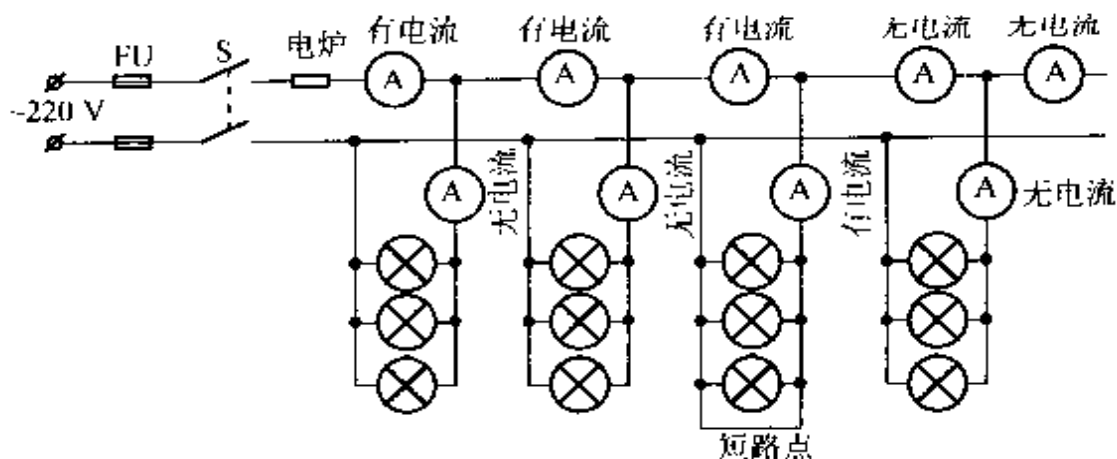 有电流 有电流 有电流 无电流 无电流
FU S 电炉 A A A A A
~220 V
A 无电流 A 无电流 A 有电流 A 无电流
短路点